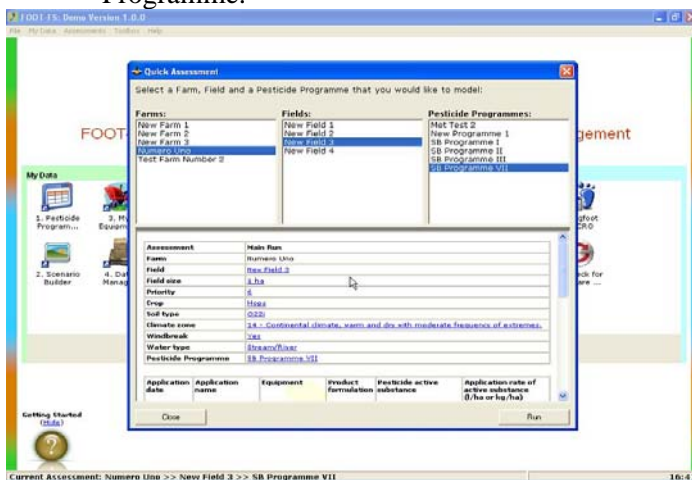 Programme.
FOOT-FS: Demo Version 1.0.0
File My Data Assessments Toolbox Help
Quick Assessment
Select a Farm, Field and a Pesticide Programme that you would like to model:
Farms: Fields: Pesticide Programmes:
New Farm 1 New Field 1 Met Test 2
New Farm 2 New Field 2 New Programme 1
New Farm 3 New Field 3 SB Programme I
Numero Uno New Field 4 SB Programme II
Test Farm Number 2 SB Programme III
SB Programme VII
FOOT- gement
My Data
1. Pesticide Program...
3. My Equipm
2. Scenario Builder
4. Dat Manag
Assessment Main Run
Farm Numero Uno
Field New Field 3
Field size 1 ha
Priority
Crop Hops
Soil type
Climate zone 14 - Continental climate, warm and dry with moderate frequency of extremes.
Windbreak Yes
Water type Stream/River
Pesticide Programme SB Programme VII
Application date Application name Equipment Product formulation Pesticide active substance Application rate of active substance (l/ha or kg/ha)
Close Run
Getting Started
(Hide)
?
Current Assessment: Numero Uno >> New Field 3 >> SB Programme VII 16:4